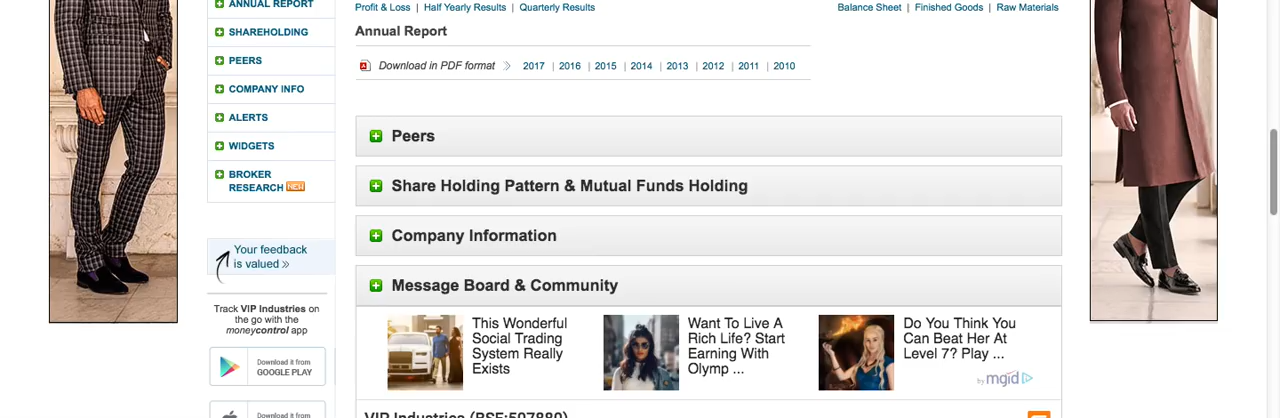 ANNUAL REPORT
SHAREHOLDING
PEERS
COMPANY INFO
ALERTS
WIDGETS
BROKER
RESEARCH NEW
Your feedback
is valued »
Track VIP Industries on
the go with the
moneycontrol app
Download it from
GOOGLE PLAY
Download it from
Profit & Loss | Half Yearly Results | Quarterly Results
Balance Sheet | Finished Goods | Raw Materials
Annual Report
Download in PDF format 2017 | 2016 | 2015 | 2014 | 2013 | 2012 | 2011 | 2010
Peers
Share Holding Pattern & Mutual Funds Holding
Company Information
Message Board & Community
This Wonderful
Social Trading
System Really
Exists
Want To Live A
Rich Life? Start
Earning With
Olymp ...
Do You Think You
Can Beat Her At
Level 7? Play ...
by mgid
VIP Industries (BSE:507880)